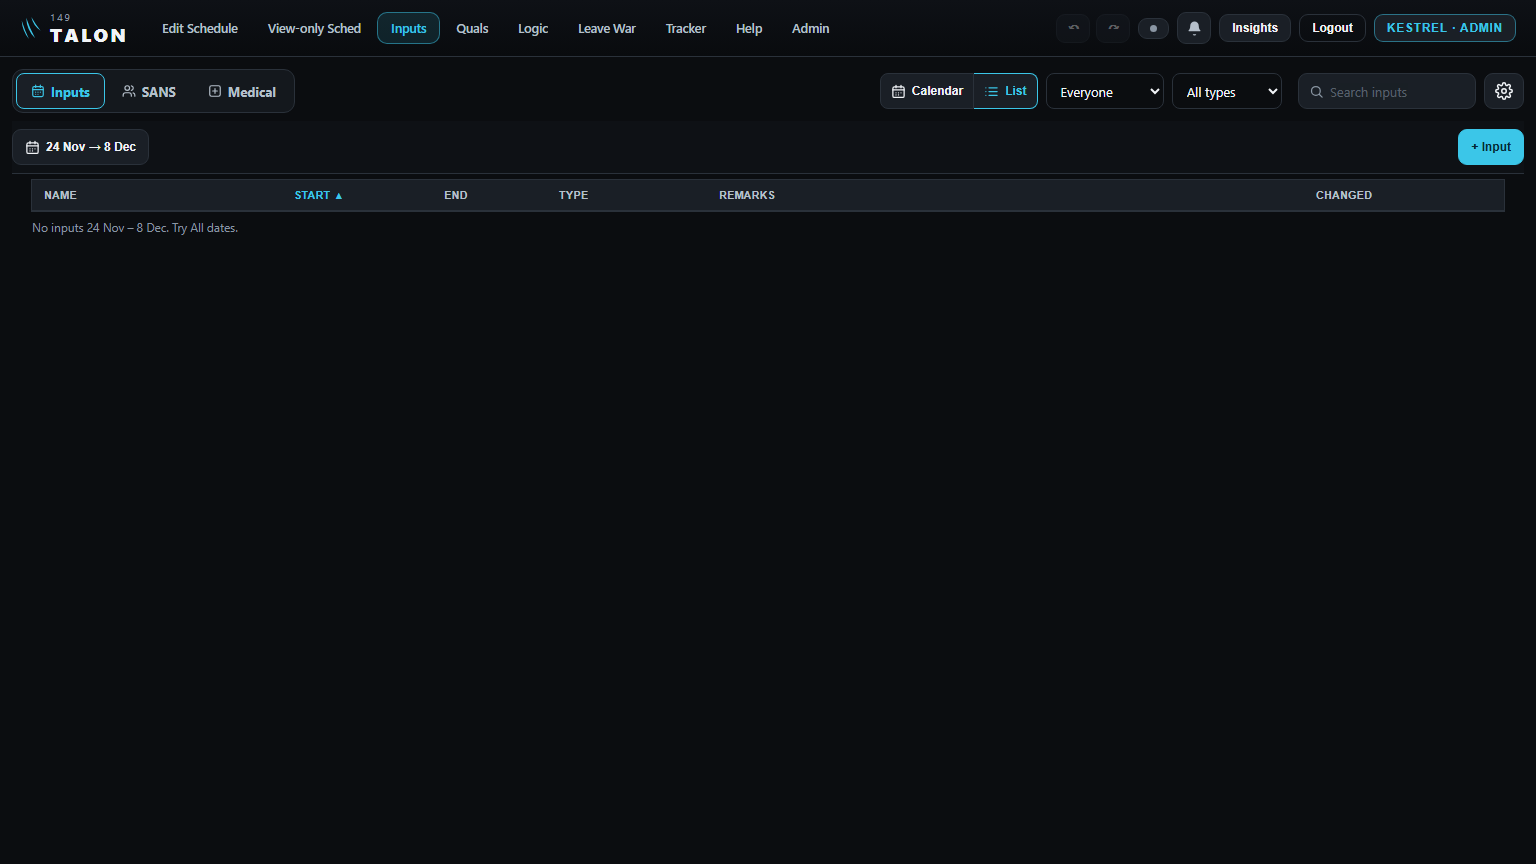 149
TALON
Edit Schedule
View-only Sched
Inputs
Quals
Logic
Leave War
Tracker
Help
Admin
Insights
Logout
KESTREL · ADMIN
Inputs
SANS
Medical
Calendar
List
Everyone
All types
Search inputs
24 Nov → 8 Dec
+ Input
NAME
START ▲
END
TYPE
REMARKS
CHANGED
No inputs 24 Nov – 8 Dec. Try All dates.